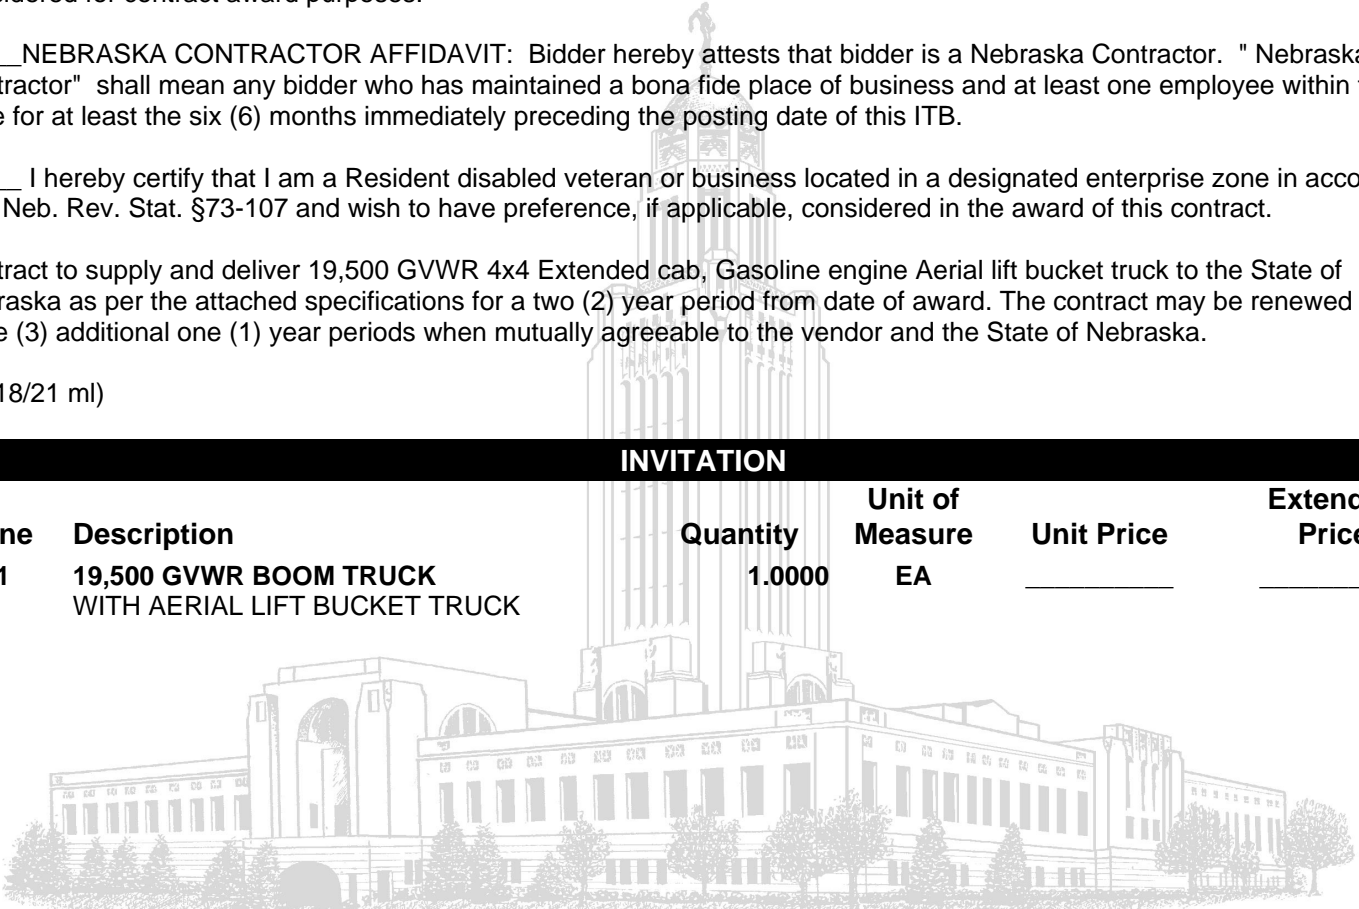 sidered for contract award purposes.
__NEBRASKA CONTRACTOR AFFIDAVIT: Bidder hereby attests that bidder is a Nebraska Contractor. " Nebraska
tractor" shall mean any bidder who has maintained a bona fide place of business and at least one employee within
e for at least the six (6) months immediately preceding the posting date of this ITB.
__ I hereby certify that I am a Resident disabled veteran or business located in a designated enterprise zone in acco
Neb. Rev. Stat. §73-107 and wish to have preference, if applicable, considered in the award of this contract.
tract to supply and deliver 19,500 GVWR 4x4 Extended cab, Gasoline engine Aerial lift bucket truck to the State of
raska as per the attached specifications for a two (2) year period from date of award. The contract may be renewed
e (3) additional one (1) year periods when mutually agreeable to the vendor and the State of Nebraska.
18/21 ml)
INVITATION
ne Description Quantity Unit of Measure Unit Price Extend Price
1 19,500 GVWR BOOM TRUCK 1.0000 EA __________ _______
WITH AERIAL LIFT BUCKET TRUCK